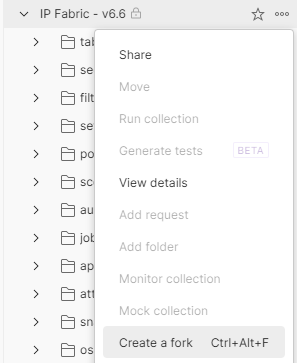 IP Fabric - v6.6
tab
Share
se
Move
filt
Run collection
se
Generate tests BETA
po
View details
sc
Add request
au
Add folder
job
Monitor collection
ap
Mock collection
att
Create a fork Ctrl+Alt+F
sn
os